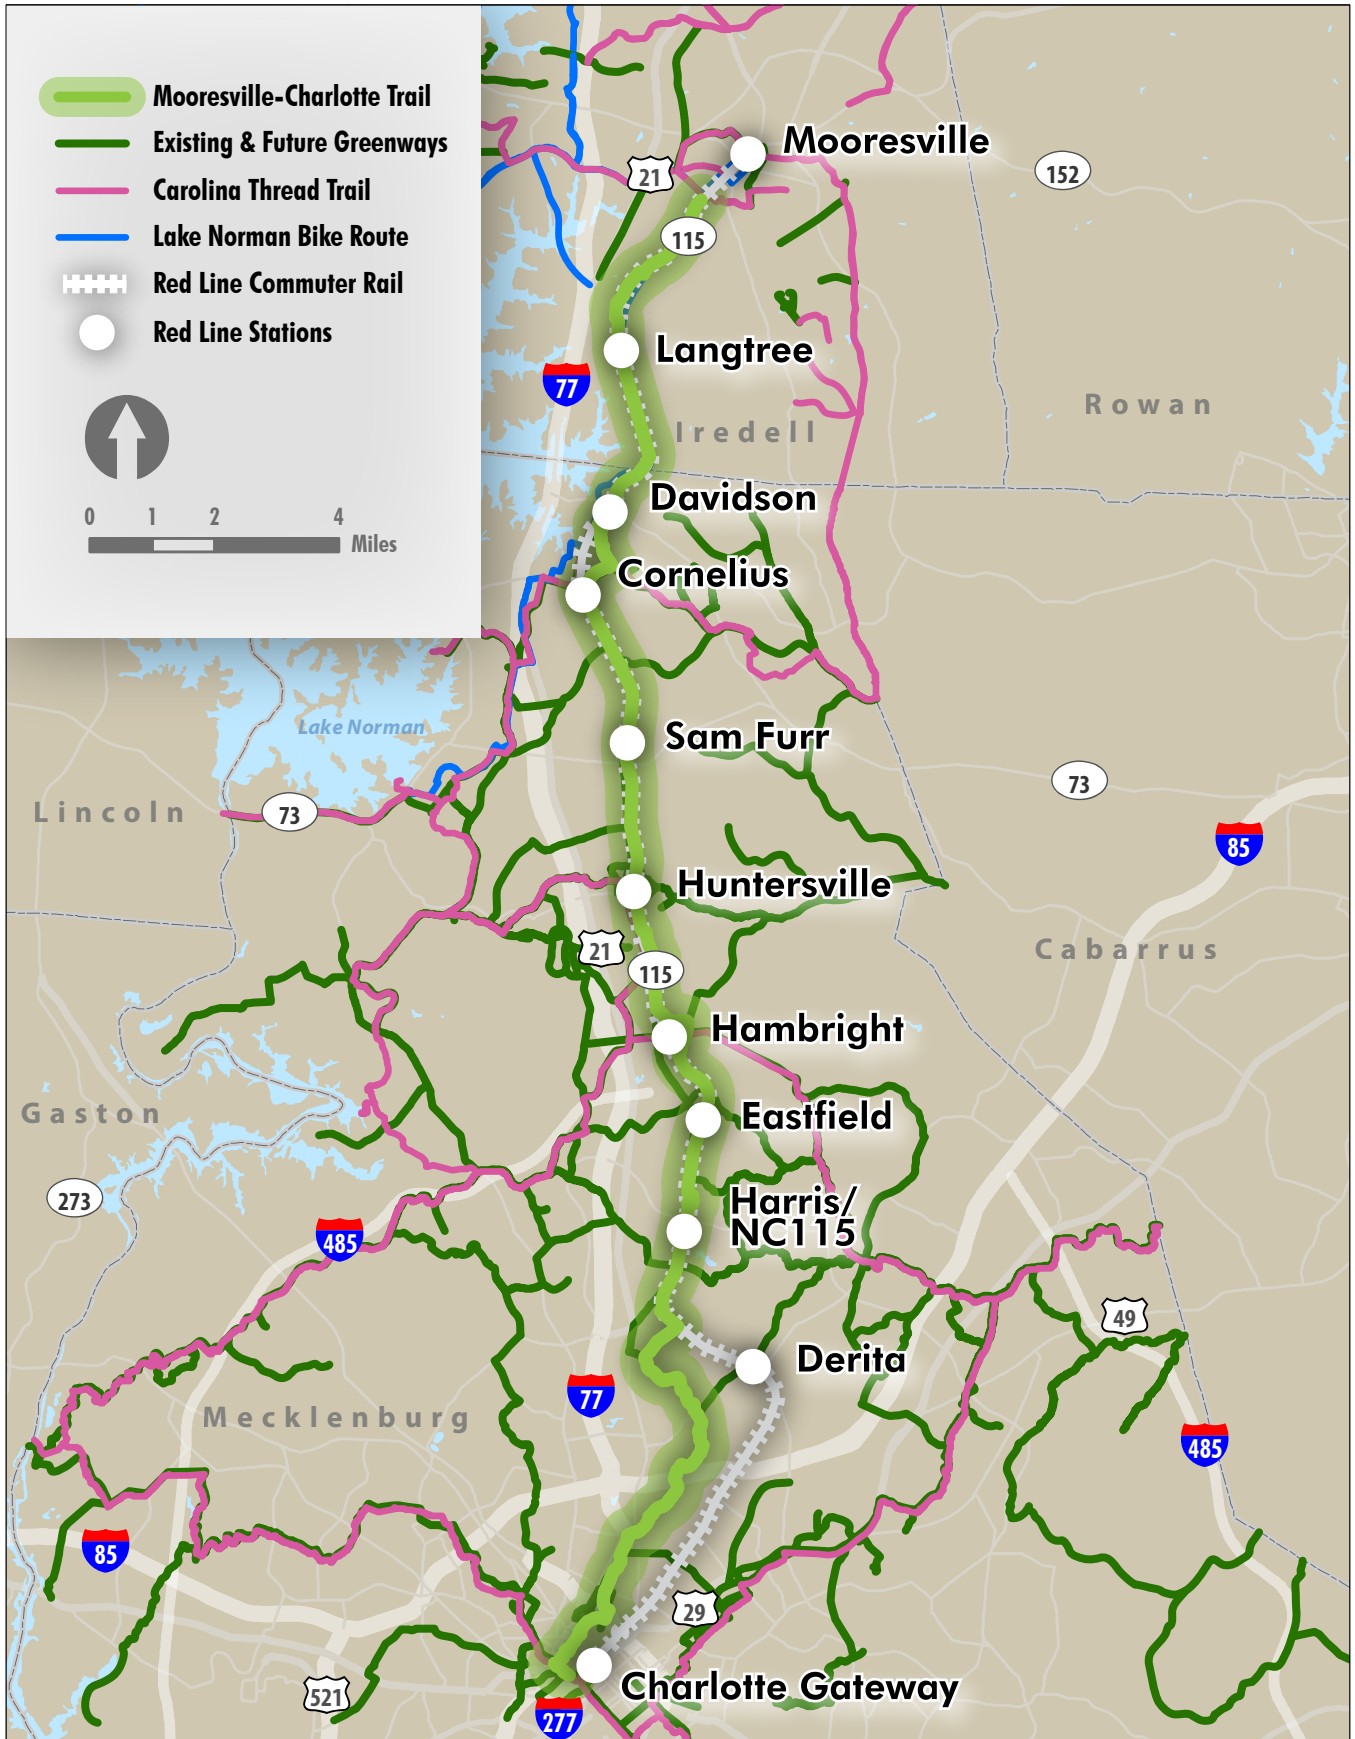 Mooresville-Charlotte Trail
Existing & Future Greenways
Carolina Thread Trail
Lake Norman Bike Route
Red Line Commuter Rail
Red Line Stations
0 1 2 4
Miles
Mooresville
21
152
115
Langtree
77
Rowan
Iredell
Davidson
Cornelius
Lake Norman
Sam Furr
73
Lincoln
73
85
Huntersville
21
Cabarrus
115
Hambright
Gaston
Eastfield
273
Harris/
NC115
485
49
Derita
77
Mecklenburg
485
85
29
Charlotte Gateway
521
277